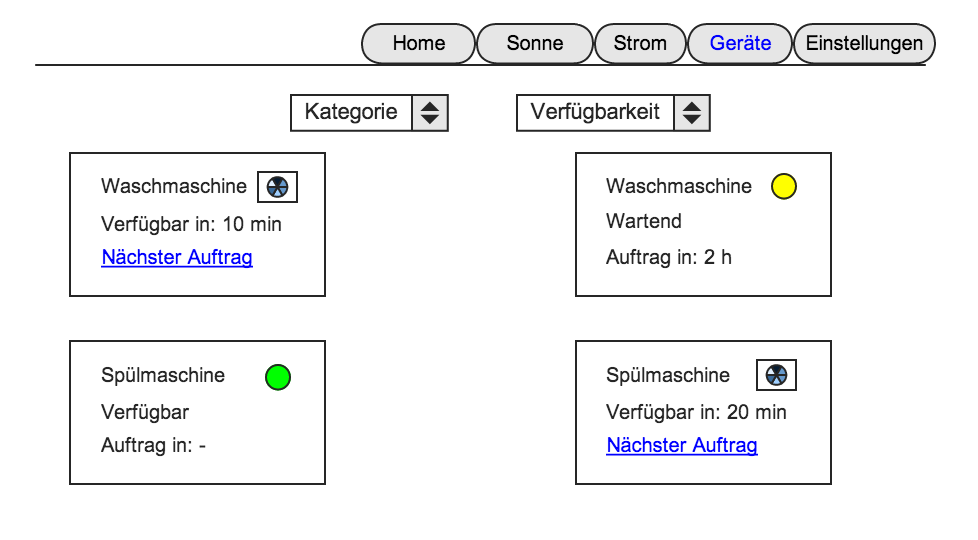 Home Sonne Strom Geräte Einstellungen
Kategorie Verfügbarkeit
Waschmaschine
Verfügbar in: 10 min
Nächster Auftrag
Waschmaschine
Wartend
Auftrag in: 2 h
Spülmaschine
Verfügbar
Auftrag in: -
Spülmaschine
Verfügbar in: 20 min
Nächster Auftrag